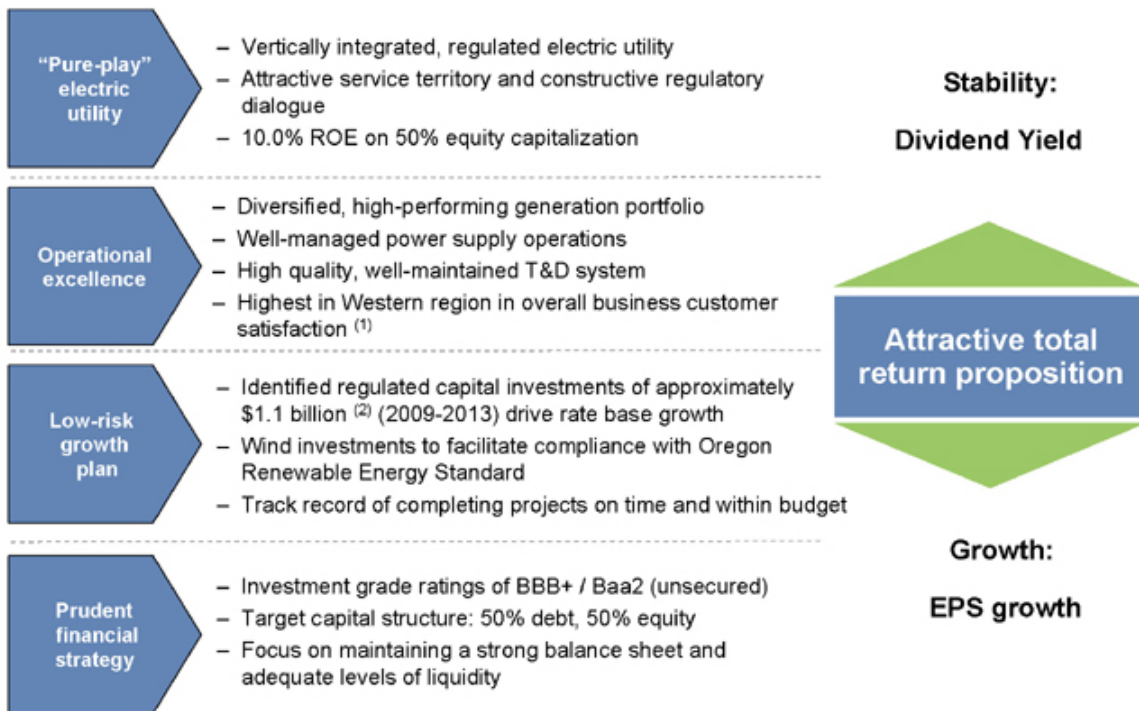 “Pure-play”
electric
utility
– Vertically integrated, regulated electric utility
– Attractive service territory and constructive regulatory
dialogue
– 10.0% ROE on 50% equity capitalization
Operational
excellence
– Diversified, high-performing generation portfolio
– Well-managed power supply operations
– High quality, well-maintained T&D system
– Highest in Western region in overall business customer
satisfaction (1)
Low-risk
growth
plan
– Identified regulated capital investments of approximately
$1.1 billion (2) (2009-2013) drive rate base growth
– Wind investments to facilitate compliance with Oregon
Renewable Energy Standard
– Track record of completing projects on time and within budget
Prudent
financial
strategy
– Investment grade ratings of BBB+ / Baa2 (unsecured)
– Target capital structure: 50% debt, 50% equity
– Focus on maintaining a strong balance sheet and
adequate levels of liquidity
Stability:
Dividend Yield
Attractive total
return proposition
Growth:
EPS growth